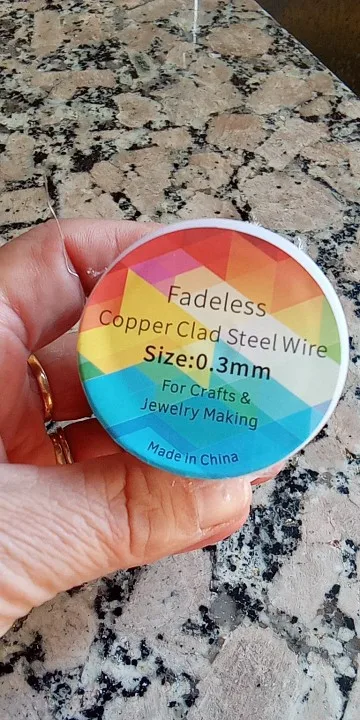 Fadeless
Copper Clad Steel Wire
Size:0.3mm
For Crafts &
Jewelry Making
Made in China